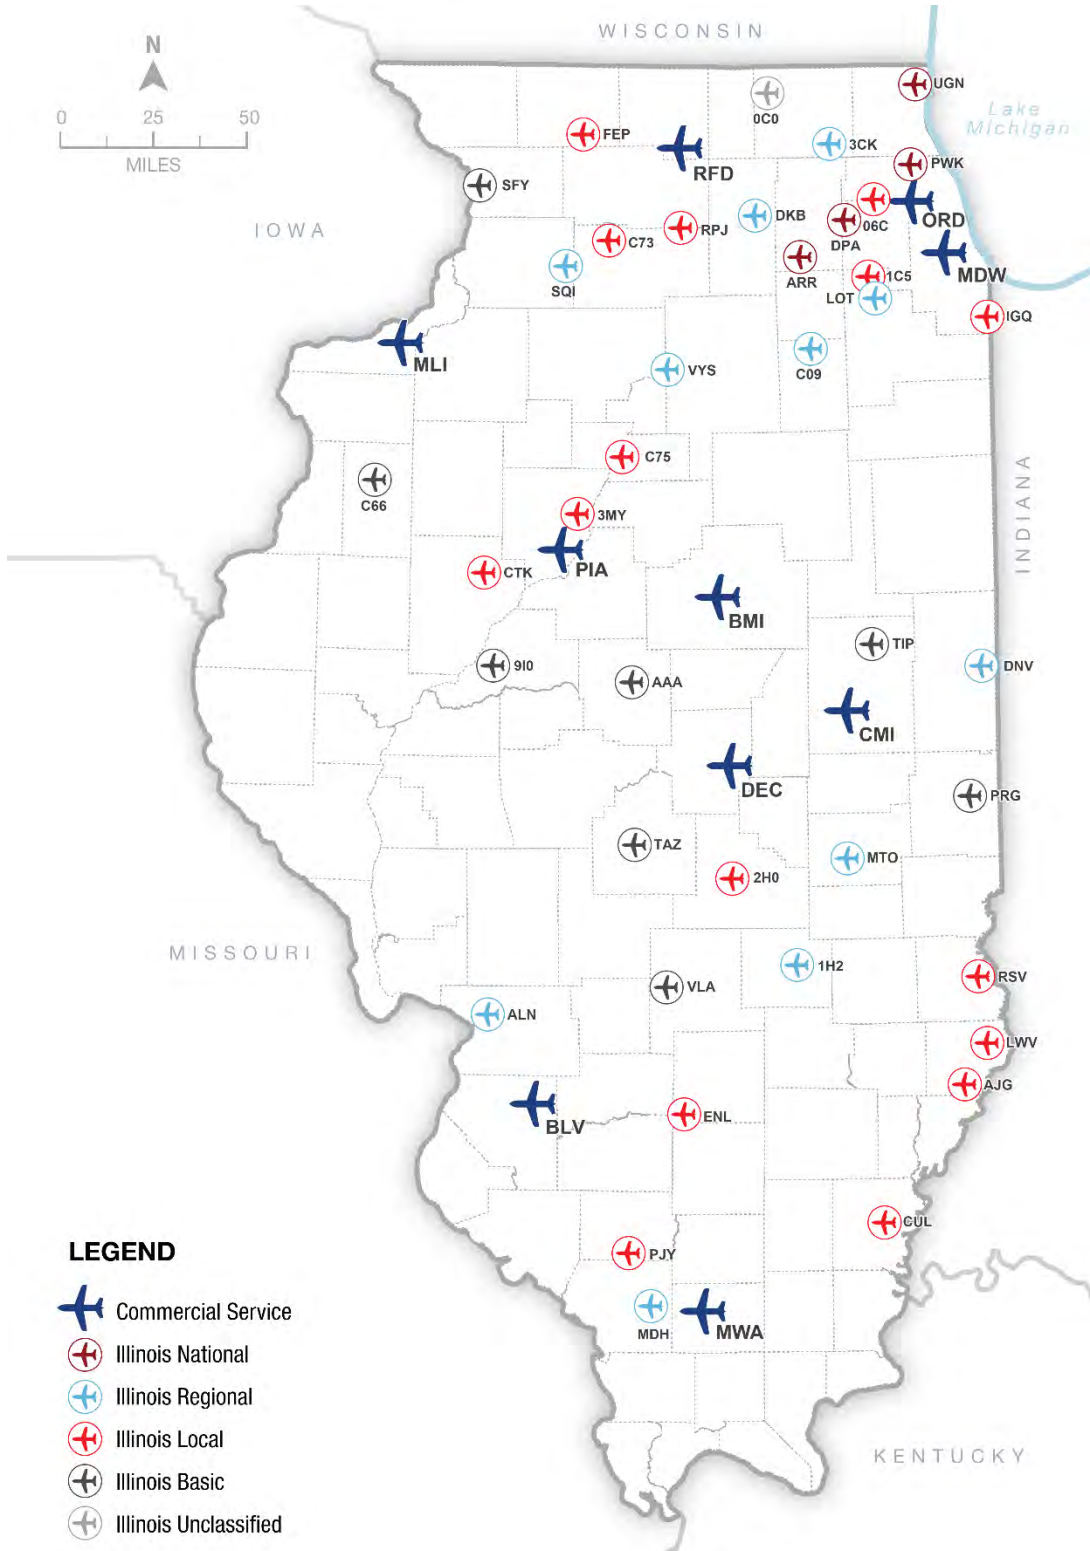 WISCONSIN
N
0 25 50
MILES
UGN
Lake
Michigan
0C0
FEP
3CK
RFD
PWK
SFY
ORD
DKB
06C
IOWA
RPJ
C73
DPA
MDW
ARR
1C5
SQI
LOT
IGQ
MLI
C09
VYS
C75
C66
INDIANA
3MY
PIA
CTK
BMI
TIP
9I0
DNV
AAA
CMI
DEC
PRG
TAZ
MTO
2H0
MISSOURI
1H2
RSV
VLA
ALN
LWV
AJG
BLV
ENL
CUL
PJY
MDH
MWA
KENTUCKY
LEGEND
Commercial Service
Illinois National
Illinois Regional
Illinois Local
Illinois Basic
Illinois Unclassified